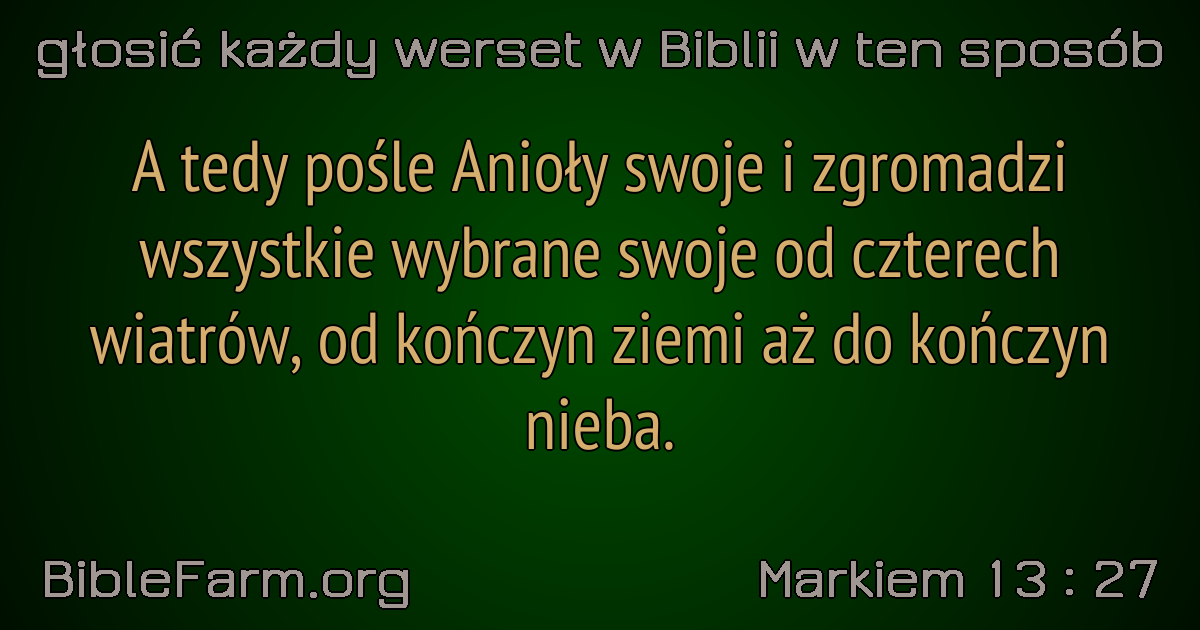 głosić każdy werset w Biblii w ten sposób
A tedy pośle Anioły swoje i zgromadzi
wszystkie wybrane swoje od czterech
wiatrów, od kończyn ziemi aż do kończyn
nieba.
BibleFarm.org
Markiem 13 : 27